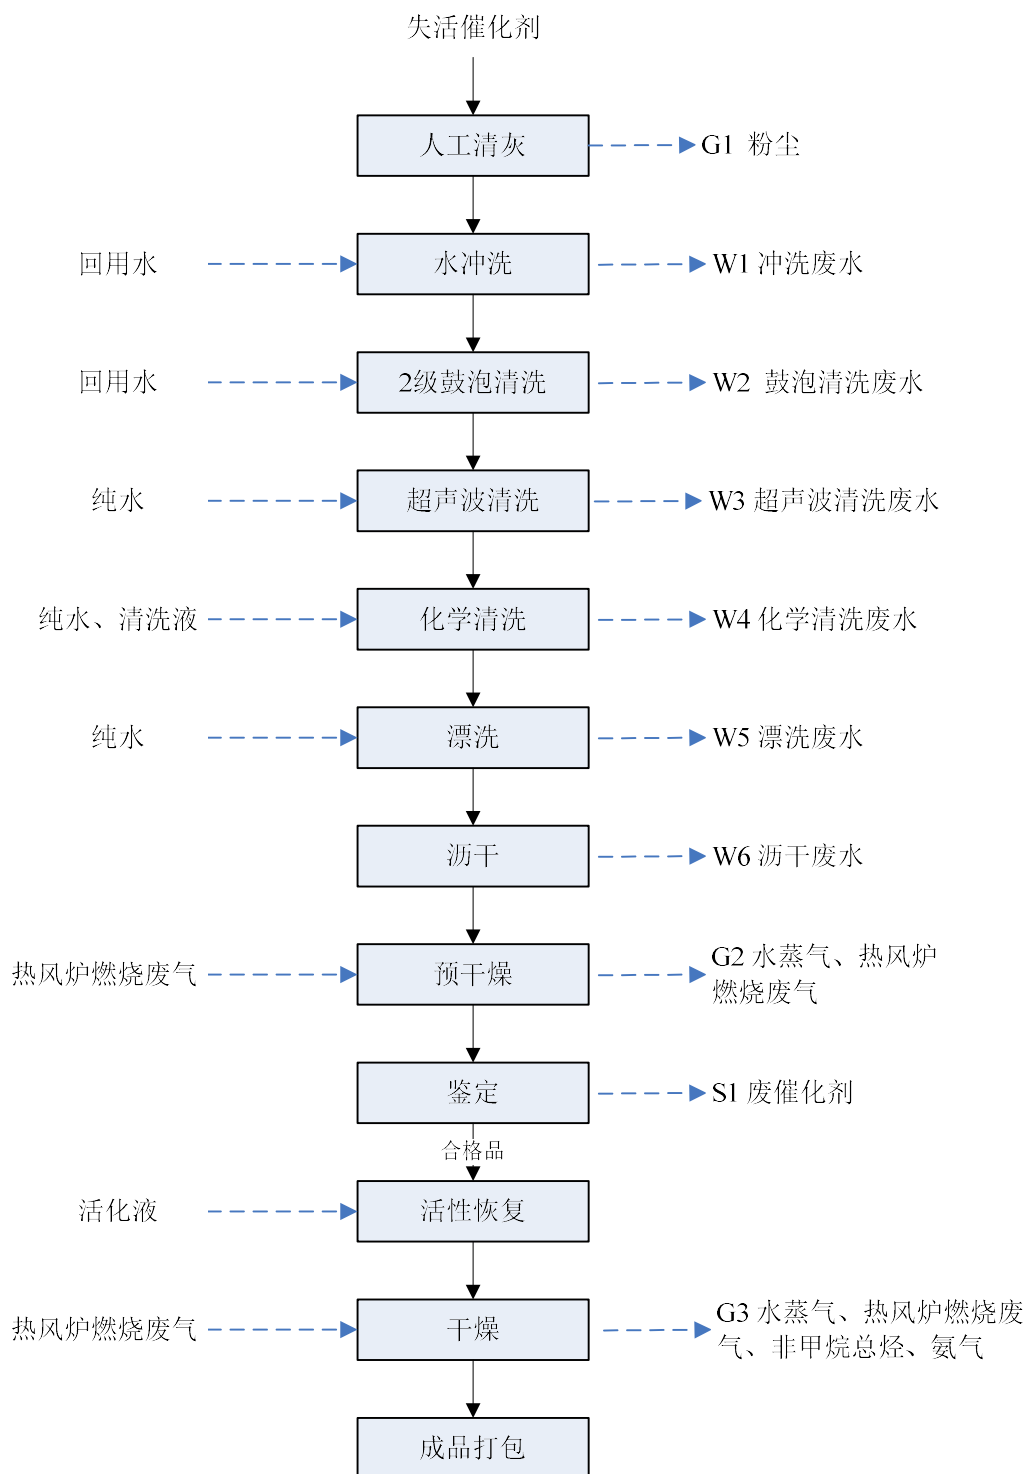 失活催化剂
人工清灰
G1 粉尘
回用水
水冲洗
W1 冲洗废水
回用水
2级鼓泡清洗
W2 鼓泡清洗废水
纯水
超声波清洗
W3 超声波清洗废水
纯水、清洗液
化学清洗
W4 化学清洗废水
纯水
漂洗
W5 漂洗废水
沥干
W6 沥干废水
热风炉燃烧废气
预干燥
G2 水蒸气、热风炉
燃烧废气
鉴定
S1 废催化剂
合格品
活化液
活性恢复
热风炉燃烧废气
干燥
G3 水蒸气、热风炉燃烧废
气、非甲烷总烃、氨气
成品打包